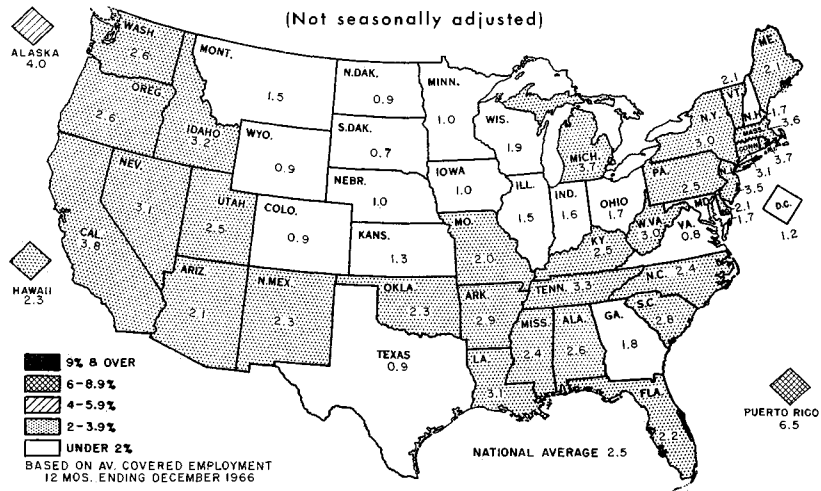 (Not seasonally adjusted)
ALASKA
4.0
WASH.
2.6
MONT.
1.5
N.DAK.
0.9
MINN.
1.0
ME.
2.1
2.1
VT.
N.H.
1.7
OREG
2.6
IDAHO
3.2
WYO.
0.9
S.DAK.
0.7
WIS.
1.9
MICH.
3.7
N.Y.
3.0
MASS.
3.6
CONN.
3.7
3.1
NEV.
3.1
UTAH
2.5
COLO.
0.9
NEBR.
1.0
IOWA
1.0
ILL.
1.5
IND.
1.6
OHIO
1.7
PA.
2.5
N.J.
3.5
MD.
2.1
1.7
D.C.
1.2
CAL.
3.8
KANS.
1.3
MO.
2.0
KY.
2.5
W.VA.
3.0
VA.
0.8
HAWAII
2.3
ARIZ.
2.1
N.MEX.
2.3
OKLA.
2.3
ARK.
2.9
TENN. 3.3
N.C. 2.4
S.C.
2.8
TEXAS
0.9
LA.
3.1
MISS.
2.4
ALA.
2.6
GA.
1.8
FLA.
2.2
PUERTO RICO
6.5
9% & OVER
6-8.9%
4-5.9%
2-3.9%
UNDER 2%
NATIONAL AVERAGE 2.5
BASED ON AV. COVERED EMPLOYMENT
12 MOS. ENDING DECEMBER 1966